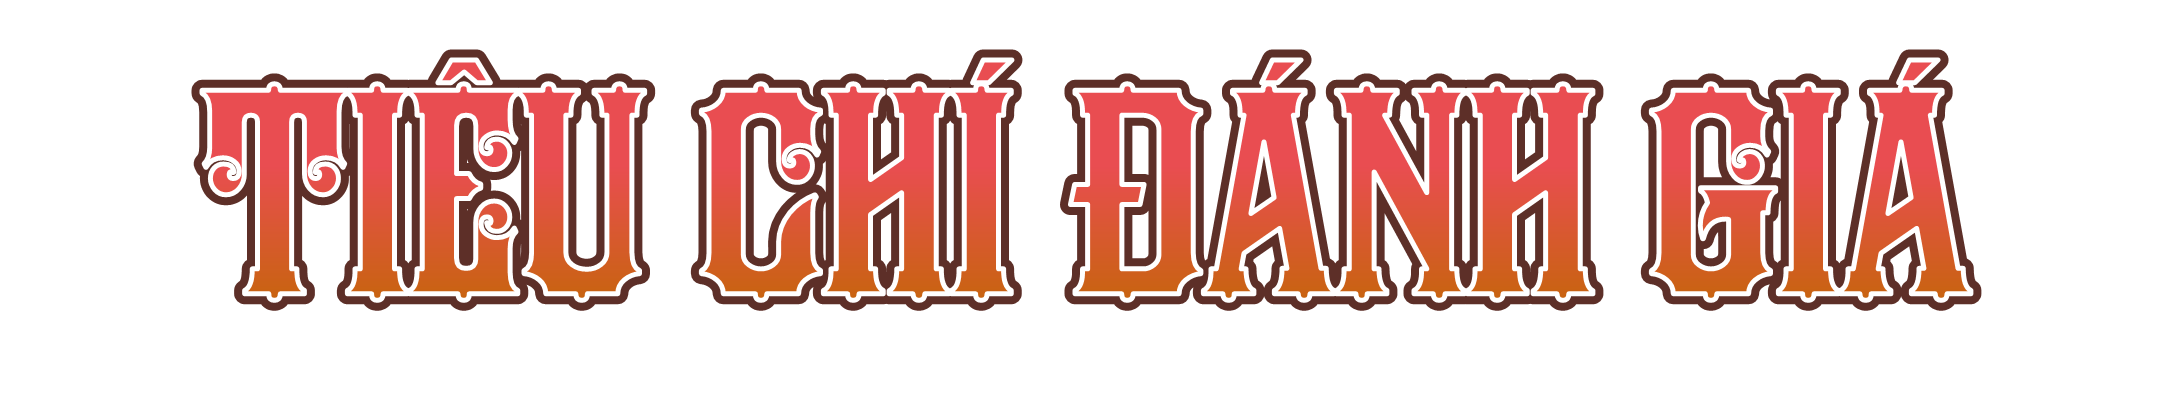 TIÊU CHÍ ĐÁNH GIÁ